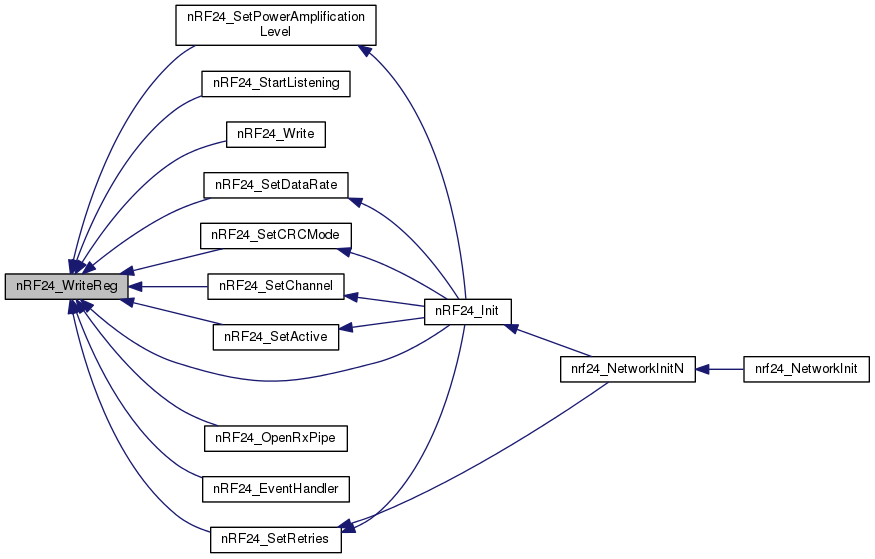 nRF24_SetPowerAmplification
Level
nRF24_StartListening
nRF24_Write
nRF24_SetDataRate
nRF24_SetCRCMode
nRF24_WriteReg
nRF24_SetChannel
nRF24_Init
nRF24_SetActive
nrf24_NetworkInitN
nrf24_NetworkInit
nRF24_OpenRxPipe
nRF24_EventHandler
nRF24_SetRetries